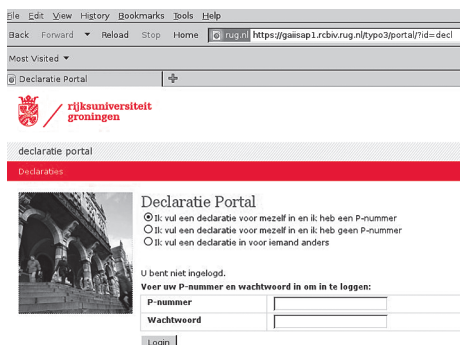 File Edit View History Bookmarks Tools Help
Back Forward Reload Stop Home rug.nl https://gaiisap1.rcbiv.rug.nl/typo3/portal/?id=decl
Most Visited
Declaratie Portal
rijksuniversiteit
groningen
declaratie portal
Declaraties
Declaratie Portal
Ik vul een declaratie voor mezelf in en ik heb een P-nummer
Ik vul een declaratie voor mezelf in en ik heb geen P-nummer
Ik vul een declaratie in voor iemand anders
U bent niet ingelogd.
Voer uw P-nummer en wachtwoord in om in te loggen:
P-nummer
Wachtwoord
Login